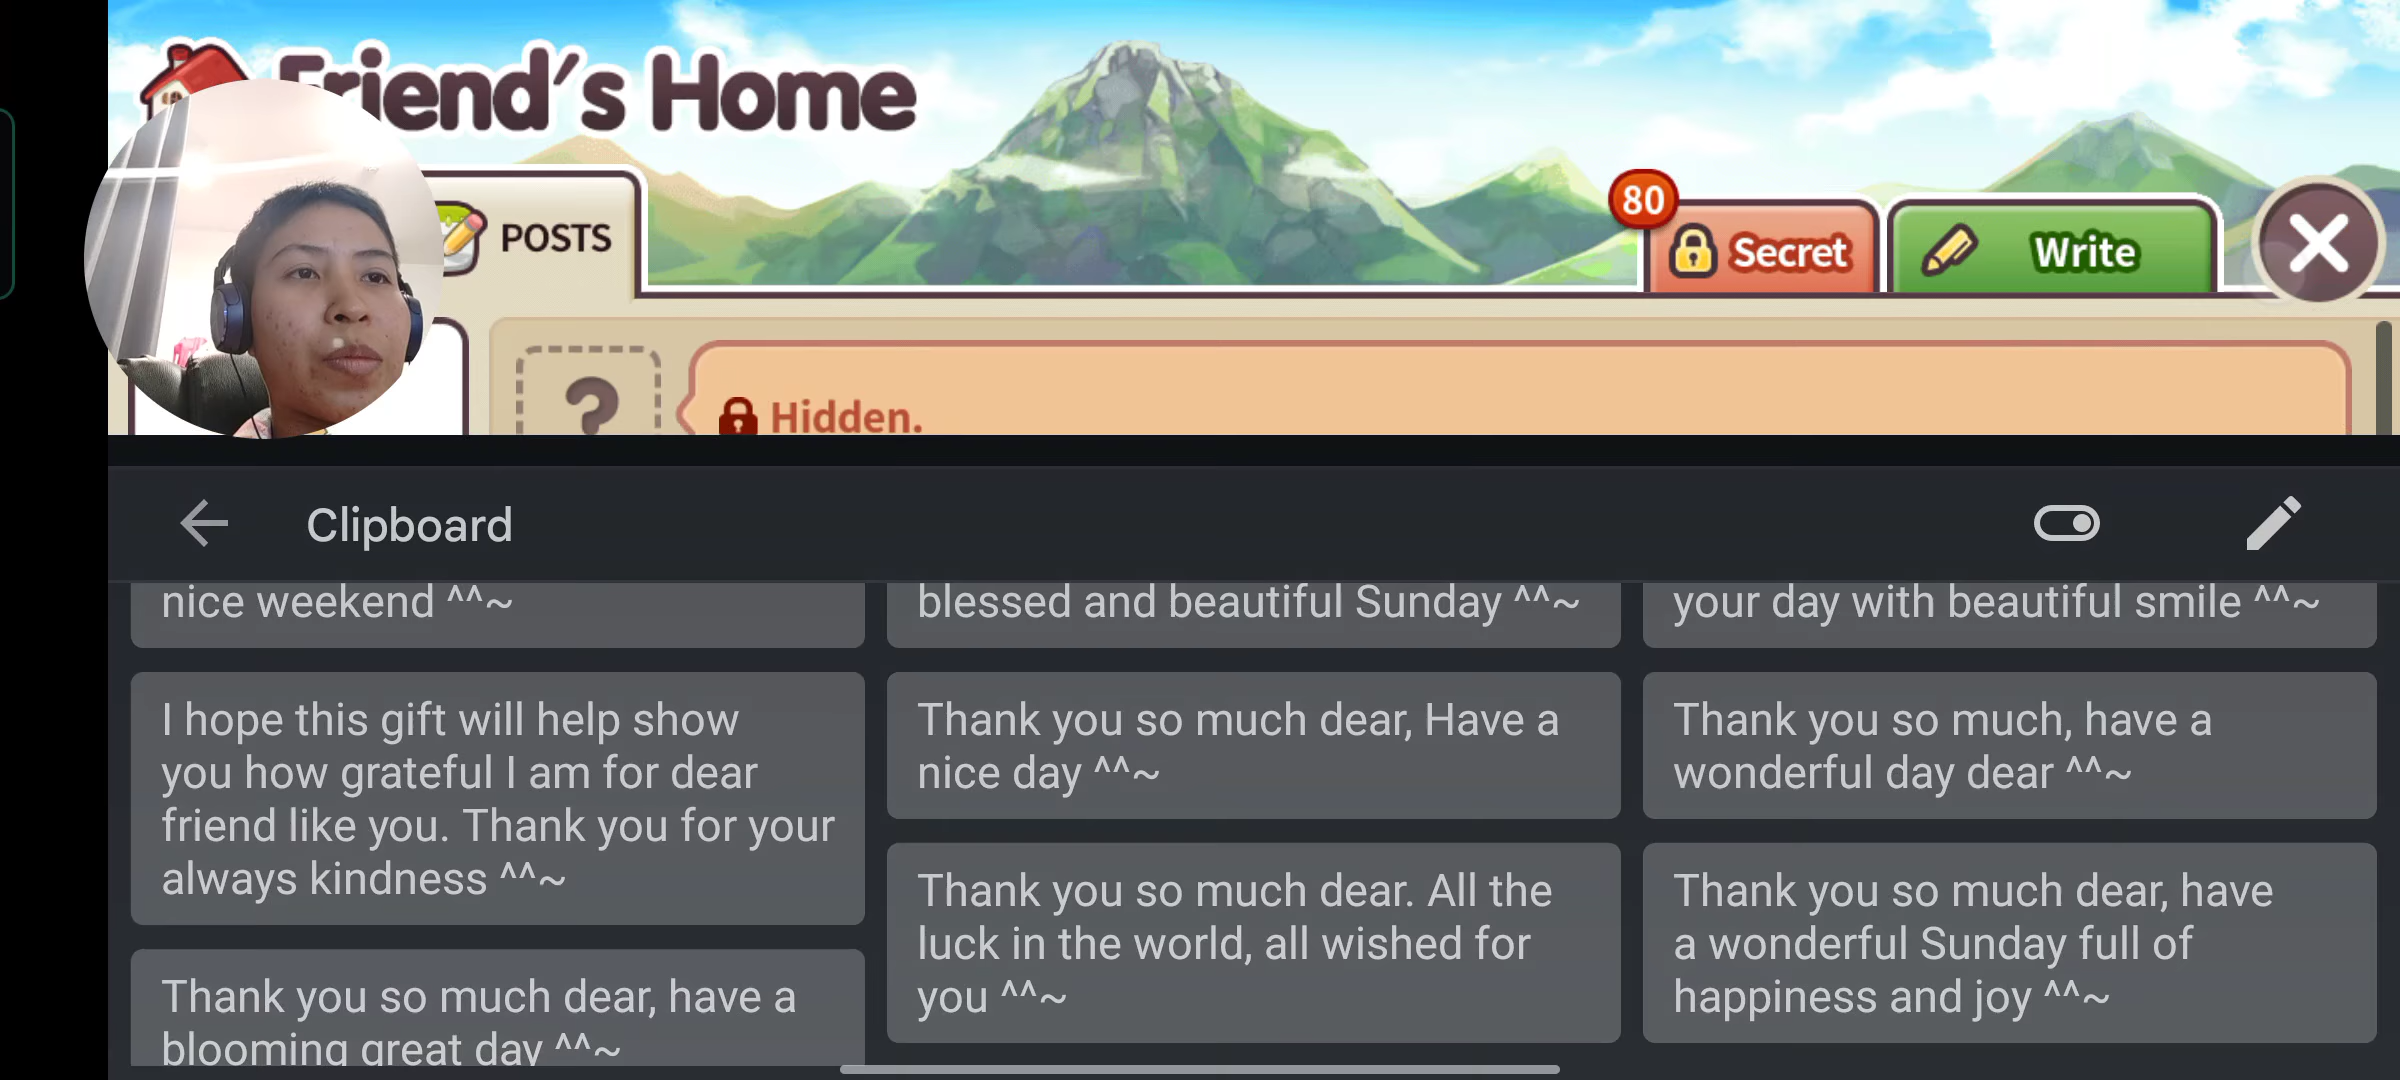 Friend's Home
POSTS
80
Secret
Write
?
Hidden.
Clipboard
nice weekend ^^~
blessed and beautiful Sunday ^^~
your day with beautiful smile ^^~
I hope this gift will help show
you how grateful I am for dear
friend like you. Thank you for your
always kindness ^^~
Thank you so much dear, Have a
nice day ^^~
Thank you so much, have a
wonderful day dear ^^~
Thank you so much dear. All the
luck in the world, all wished for
you ^^~
Thank you so much dear, have
a wonderful Sunday full of
happiness and joy ^^~
Thank you so much dear, have a
blooming great day ^^~